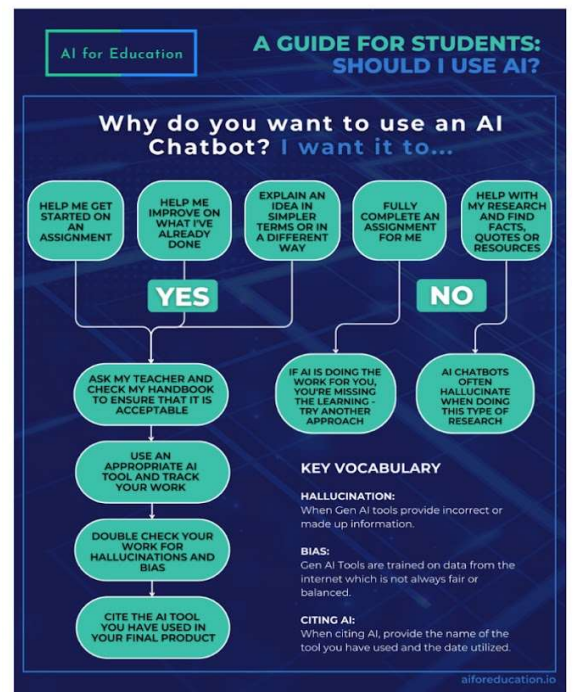 AI for Education
A GUIDE FOR STUDENTS:
SHOULD I USE AI?
Why do you want to use an AI
Chatbot? I want it to...
HELP ME GET
STARTED ON
AN
ASSIGNMENT
HELP ME
IMPROVE ON
WHAT I'VE
ALREADY
DONE
EXPLAIN AN
IDEA IN
SIMPLER
TERMS OR IN
A DIFFERENT
WAY
FULLY
COMPLETE AN
ASSIGNMENT
FOR ME
HELP WITH
MY RESEARCH
AND FIND
FACTS,
QUOTES OR
RESOURCES
YES
NO
ASK MY TEACHER AND
CHECK MY HANDBOOK
TO ENSURE THAT IT IS
ACCEPTABLE
USE AN
APPROPRIATE AI
TOOL AND TRACK
YOUR WORK
DOUBLE CHECK YOUR
WORK FOR
HALLUCINATIONS AND
BIAS
CITE THE AI TOOL
YOU HAVE USED IN
YOUR FINAL PRODUCT
IF AI IS DOING THE
WORK FOR YOU,
YOU'RE MISSING
THE LEARNING -
TRY ANOTHER
APPROACH
AI CHATBOTS
OFTEN
HALLUCINATE
WHEN DOING
THIS TYPE OF
RESEARCH
KEY VOCABULARY
HALLUCINATION:
When Gen AI tools provide incorrect or
made up information.
BIAS:
Gen AI Tools are trained on data from the
internet which is not always fair or
balanced.
CITING AI:
When citing AI, provide the name of the
tool you have used and the date utilized.
aiforeducation.io